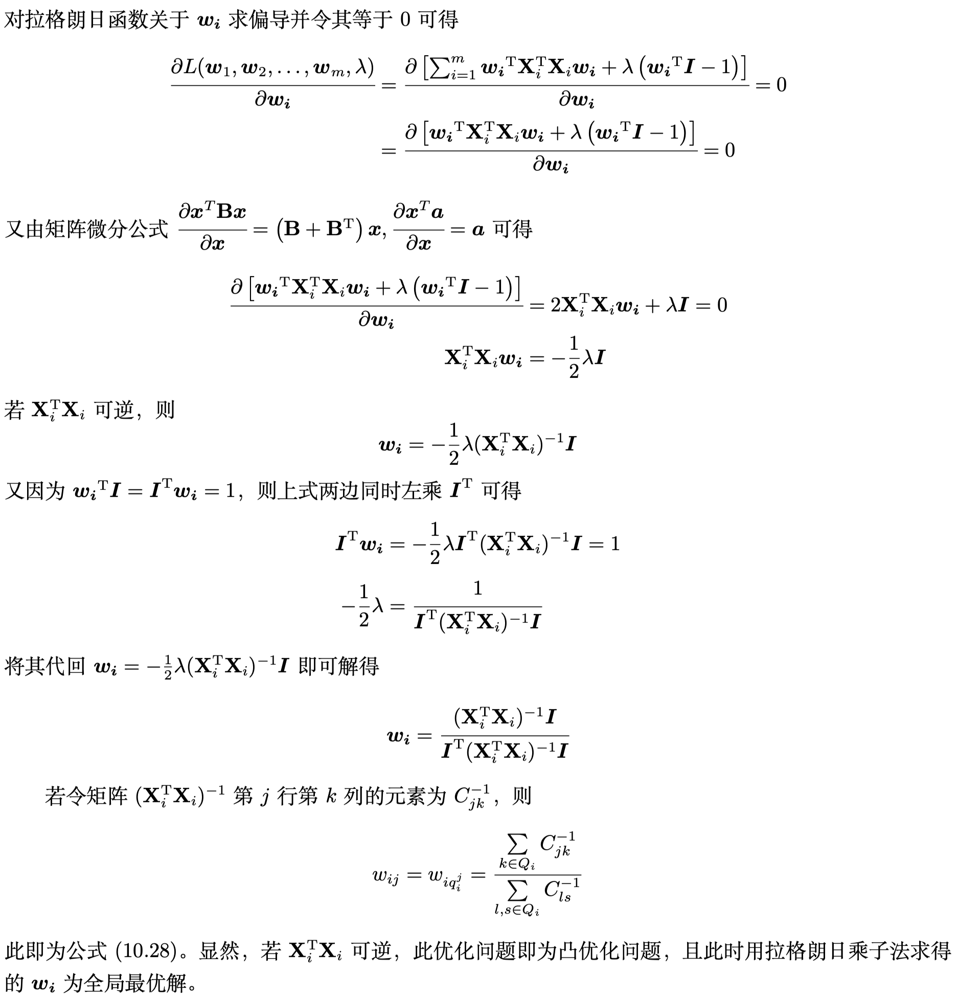 对拉格朗日函数关于 $\boldsymbol{w_i}$ 求偏导并令其等于 0 可得
$\frac{\partial L(\boldsymbol{w}_1, \boldsymbol{w}_2, \ldots, \boldsymbol{w}_m, \lambda)}{\partial \boldsymbol{w_i}} = \frac{\partial \left[\sum_{i=1}^{m} \boldsymbol{w_i}^{\mathrm{T}} \mathbf{X}_i^{\mathrm{T}} \mathbf{X}_i \boldsymbol{w_i} + \lambda \left(\boldsymbol{w_i}^{\mathrm{T}} \boldsymbol{I} - 1\right)\right]}{\partial \boldsymbol{w_i}} = 0$
$= \frac{\partial \left[\boldsymbol{w_i}^{\mathrm{T}} \mathbf{X}_i^{\mathrm{T}} \mathbf{X}_i \boldsymbol{w_i} + \lambda \left(\boldsymbol{w_i}^{\mathrm{T}} \boldsymbol{I} - 1\right)\right]}{\partial \boldsymbol{w_i}} = 0$
又由矩阵微分公式 $\frac{\partial \boldsymbol{x}^T \mathbf{B} \boldsymbol{x}}{\partial \boldsymbol{x}} = \left(\mathbf{B} + \mathbf{B}^{\mathrm{T}}\right) \boldsymbol{x}, \frac{\partial \boldsymbol{x}^T \boldsymbol{a}}{\partial \boldsymbol{x}} = \boldsymbol{a}$ 可得
$\frac{\partial \left[\boldsymbol{w_i}^{\mathrm{T}} \mathbf{X}_i^{\mathrm{T}} \mathbf{X}_i \boldsymbol{w_i} + \lambda \left(\boldsymbol{w_i}^{\mathrm{T}} \boldsymbol{I} - 1\right)\right]}{\partial \boldsymbol{w_i}} = 2\mathbf{X}_i^{\mathrm{T}} \mathbf{X}_i \boldsymbol{w_i} + \lambda \boldsymbol{I} = 0$
$\mathbf{X}_i^{\mathrm{T}} \mathbf{X}_i \boldsymbol{w_i} = -\frac{1}{2} \lambda \boldsymbol{I}$
若 $\mathbf{X}_i^{\mathrm{T}} \mathbf{X}_i$ 可逆，则
$\boldsymbol{w_i} = -\frac{1}{2} \lambda (\mathbf{X}_i^{\mathrm{T}} \mathbf{X}_i)^{-1} \boldsymbol{I}$
又因为 $\boldsymbol{w_i}^{\mathrm{T}} \boldsymbol{I} = \boldsymbol{I}^{\mathrm{T}} \boldsymbol{w_i} = 1$，则上式两边同时左乘 $\boldsymbol{I}^{\mathrm{T}}$ 可得
$\boldsymbol{I}^{\mathrm{T}} \boldsymbol{w_i} = -\frac{1}{2} \lambda \boldsymbol{I}^{\mathrm{T}} (\mathbf{X}_i^{\mathrm{T}} \mathbf{X}_i)^{-1} \boldsymbol{I} = 1$
$-\frac{1}{2} \lambda = \frac{1}{\boldsymbol{I}^{\mathrm{T}} (\mathbf{X}_i^{\mathrm{T}} \mathbf{X}_i)^{-1} \boldsymbol{I}}$
将其代回 $\boldsymbol{w_i} = -\frac{1}{2} \lambda (\mathbf{X}_i^{\mathrm{T}} \mathbf{X}_i)^{-1} \boldsymbol{I}$ 即可解得
$\boldsymbol{w_i} = \frac{(\mathbf{X}_i^{\mathrm{T}} \mathbf{X}_i)^{-1} \boldsymbol{I}}{\boldsymbol{I}^{\mathrm{T}} (\mathbf{X}_i^{\mathrm{T}} \mathbf{X}_i)^{-1} \boldsymbol{I}}$
若令矩阵 $(\mathbf{X}_i^{\mathrm{T}} \mathbf{X}_i)^{-1}$ 第 $j$ 行第 $k$ 列的元素为 $C_{jk}^{-1}$，则
$w_{ij} = w_{iq_i^j} = \frac{\sum\limits_{k \in Q_i} C_{jk}^{-1}}{\sum\limits_{l,s \in Q_i} C_{ls}^{-1}}$
此即为公式 (10.28)。显然，若 $\mathbf{X}_i^{\mathrm{T}} \mathbf{X}_i$ 可逆，此优化问题即为凸优化问题，且此时用拉格朗日乘子法求得
的 $\boldsymbol{w_i}$ 为全局最优解。